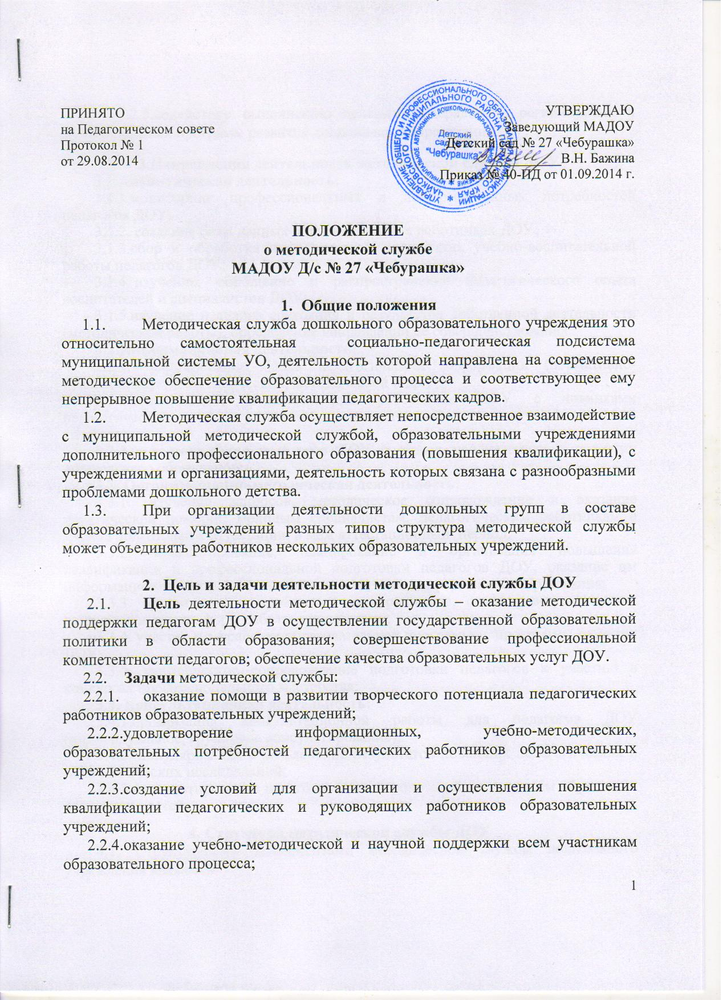 ПРИНЯТО
на Педагогическом совете
Протокол № 1
от 29.08.2014
УТВЕРЖДАЮ
Заведующий МАДОУ
Детский сад № 27 «Чебурашка»
В.Н. Бажина
Приказ № 40-ПД от 01.09.2014 г.
УПРАВЛЕНИЕ ОБЩЕГО И ПРОФЕССИОНАЛЬНОГО ОБРАЗОВАНИЯ АДМИНИСТРАЦИИ
ЧАЙКОВСКОГО МУНИЦИПАЛЬНОГО РАЙОНА ПЕРМСКОГО КРАЯ
МУНИЦИПАЛЬНОЕ АВТОНОМНОЕ ДОШКОЛЬНОЕ ОБРАЗОВАТЕЛЬНОЕ УЧРЕЖДЕНИЕ
Детский
сад № 27
"Чебурашка"
ПОЛОЖЕНИЕ
о методической службе
МАДОУ Д/с № 27 «Чебурашка»
1. Общие положения
1.1. Методическая служба дошкольного образовательного учреждения это
относительно самостоятельная социально-педагогическая подсистема
муниципальной системы УО, деятельность которой направлена на современное
методическое обеспечение образовательного процесса и соответствующее ему
непрерывное повышение квалификации педагогических кадров.
1.2. Методическая служба осуществляет непосредственное взаимодействие
с муниципальной методической службой, образовательными учреждениями
дополнительного профессионального образования (повышения квалификации), с
учреждениями и организациями, деятельность которых связана с разнообразными
проблемами дошкольного детства.
1.3. При организации деятельности дошкольных групп в составе
образовательных учреждений разных типов структура методической службы
может объединять работников нескольких образовательных учреждений.
2. Цель и задачи деятельности методической службы ДОУ
2.1. Цель деятельности методической службы – оказание методической
поддержки педагогам ДОУ в осуществлении государственной образовательной
политики в области образования; совершенствование профессиональной
компетентности педагогов; обеспечение качества образовательных услуг ДОУ.
2.2. Задачи методической службы:
2.2.1. оказание помощи в развитии творческого потенциала педагогических
работников образовательных учреждений;
2.2.2.удовлетворение информационных, учебно-методических,
образовательных потребностей педагогических работников образовательных
учреждений;
2.2.3.создание условий для организации и осуществления повышения
квалификации педагогических и руководящих работников образовательных
учреждений;
2.2.4.оказание учебно-методической и научной поддержки всем участникам
образовательного процесса;
1